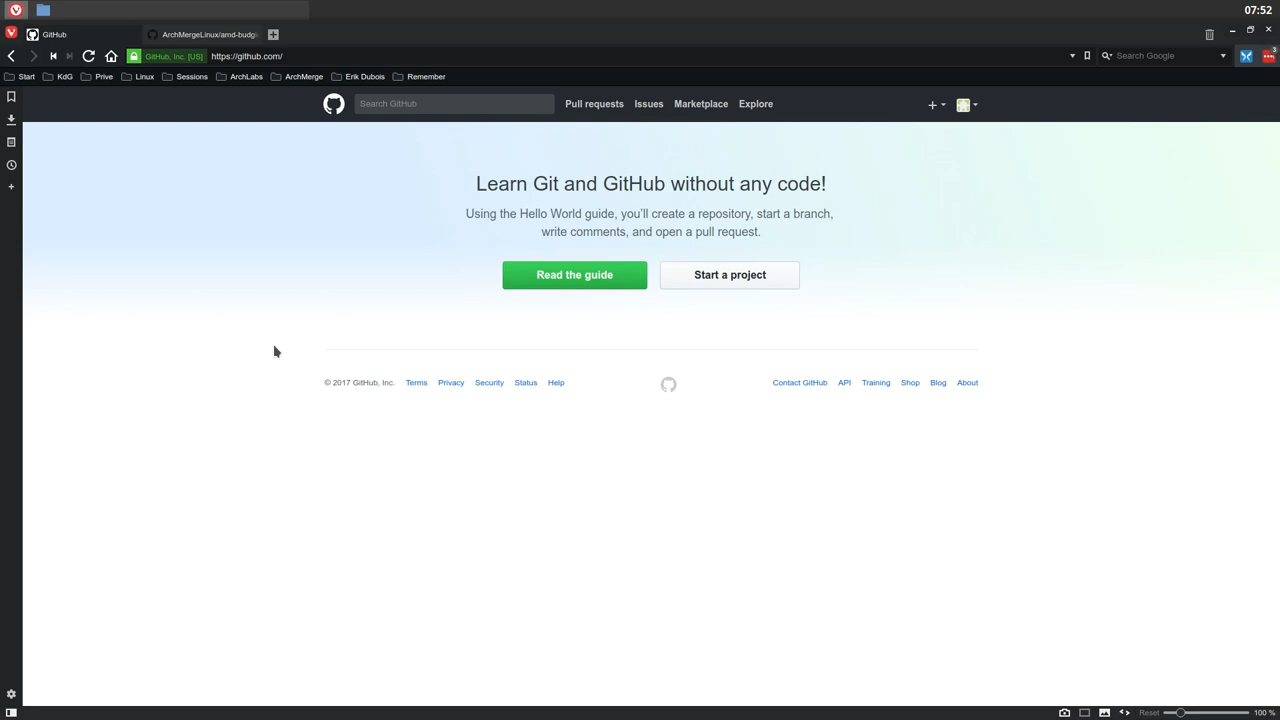 07:52
GitHub
ArchMergeLinux/amd-budg
GitHub, Inc. [US] https://github.com/
Search Google
3
Start KdG Prive Linux Sessions ArchLabs ArchMerge Erik Dubois Remember
Search GitHub Pull requests Issues Marketplace Explore
Learn Git and GitHub without any code!
Using the Hello World guide, you’ll create a repository, start a branch,
write comments, and open a pull request.
Read the guide Start a project
© 2017 GitHub, Inc. Terms Privacy Security Status Help Contact GitHub API Training Shop Blog About
Reset 100 %